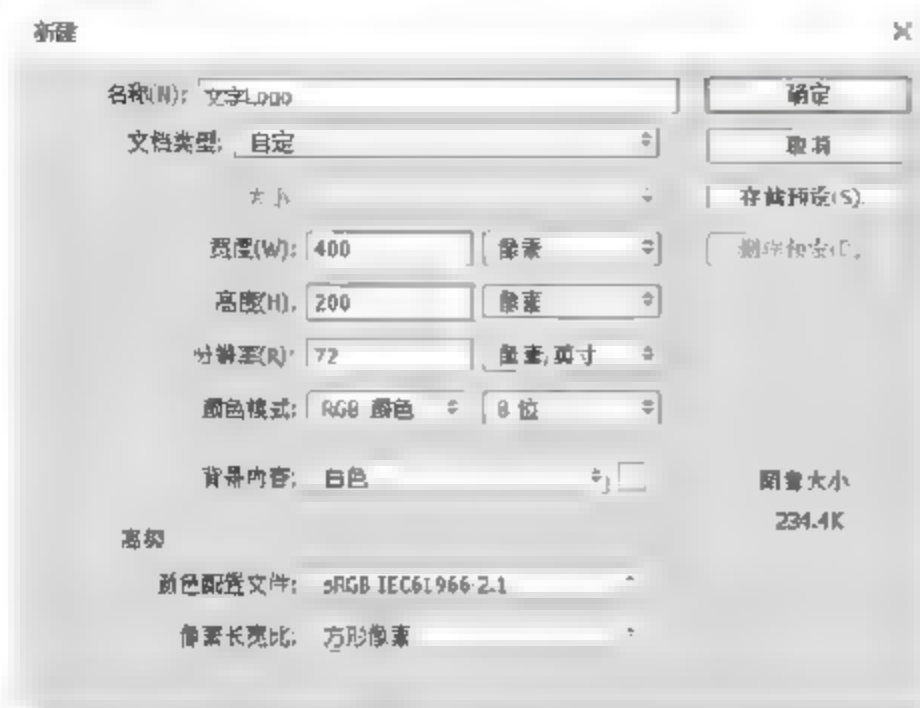 新建
名称(N): 文字Logo 确定
文档类型: 自定 取消
大小 存储预设(S)...
宽度(W): 400 像素
高度(H): 200 像素
分辨率(R): 72 像素/英寸
颜色模式: RGB 颜色 8 位
背景内容: 白色 图像大小
234.4K
高级
颜色配置文件: sRGB IEC61966-2.1
像素长宽比: 方形像素